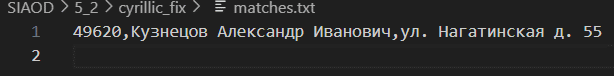 SIAOD > 5_2 > cyrillic_fix > matches.txt
1 49620,Кузнецов Александр Иванович,ул. Нагатинская д. 55
2